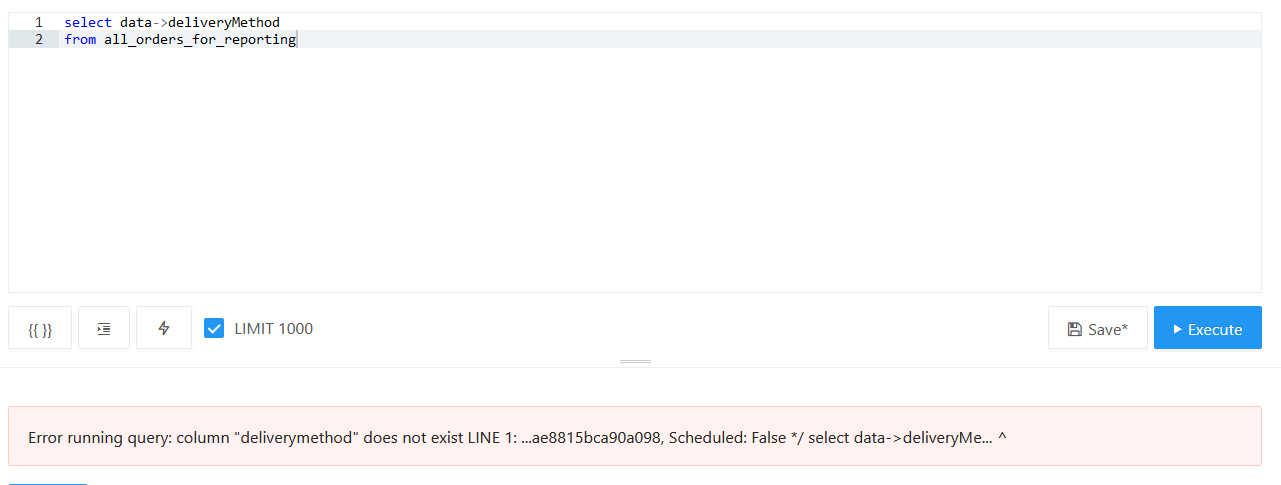 1 select data->deliveryMethod
2 from all_orders_for_reporting
{{ }} LIMIT 1000 Save* Execute
Error running query: column "deliverymethod" does not exist LINE 1: ...ae8815bca90a098, Scheduled: False */ select data->deliveryMe... ^